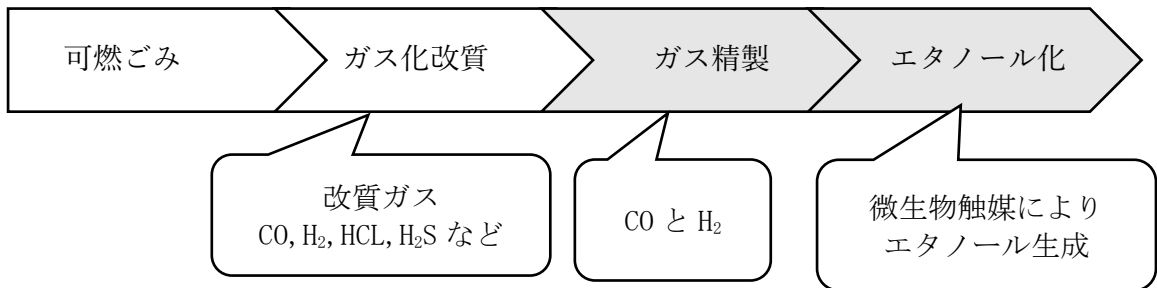 可燃ごみ
ガス化改質
ガス精製
エタノール化
改質ガス
CO,H₂,HCL,H₂S など
CO と H₂
微生物触媒により
エタノール生成